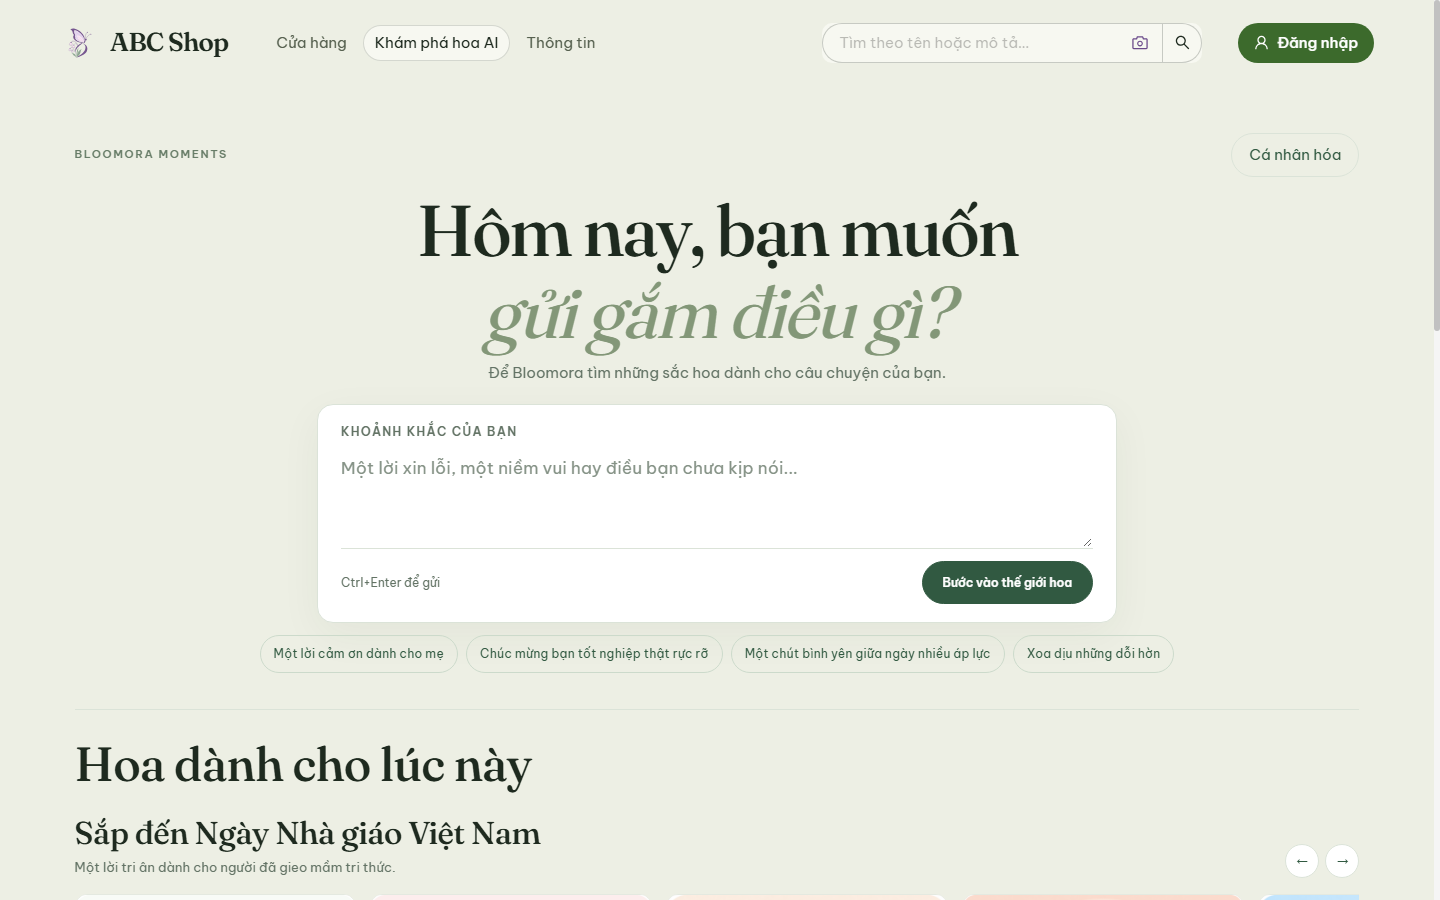 ABC Shop
Cửa hàng
Khám phá hoa AI
Thông tin
Tìm theo tên hoặc mô tả...
Đăng nhập
BLOOMORA MOMENTS
Cá nhân hóa
Hôm nay, bạn muốn
gửi gắm điều gì?
Để Bloomora tìm những sắc hoa dành cho câu chuyện của bạn.
KHOẢNH KHẮC CỦA BẠN
Một lời xin lỗi, một niềm vui hay điều bạn chưa kịp nói...
Ctrl+Enter để gửi
Bước vào thế giới hoa
Một lời cảm ơn dành cho mẹ
Chúc mừng bạn tốt nghiệp thật rực rỡ
Một chút bình yên giữa ngày nhiều áp lực
Xoa dịu những dỗi hờn
Hoa dành cho lúc này
Sắp đến Ngày Nhà giáo Việt Nam
Một lời tri ân dành cho người đã gieo mầm tri thức.
← →